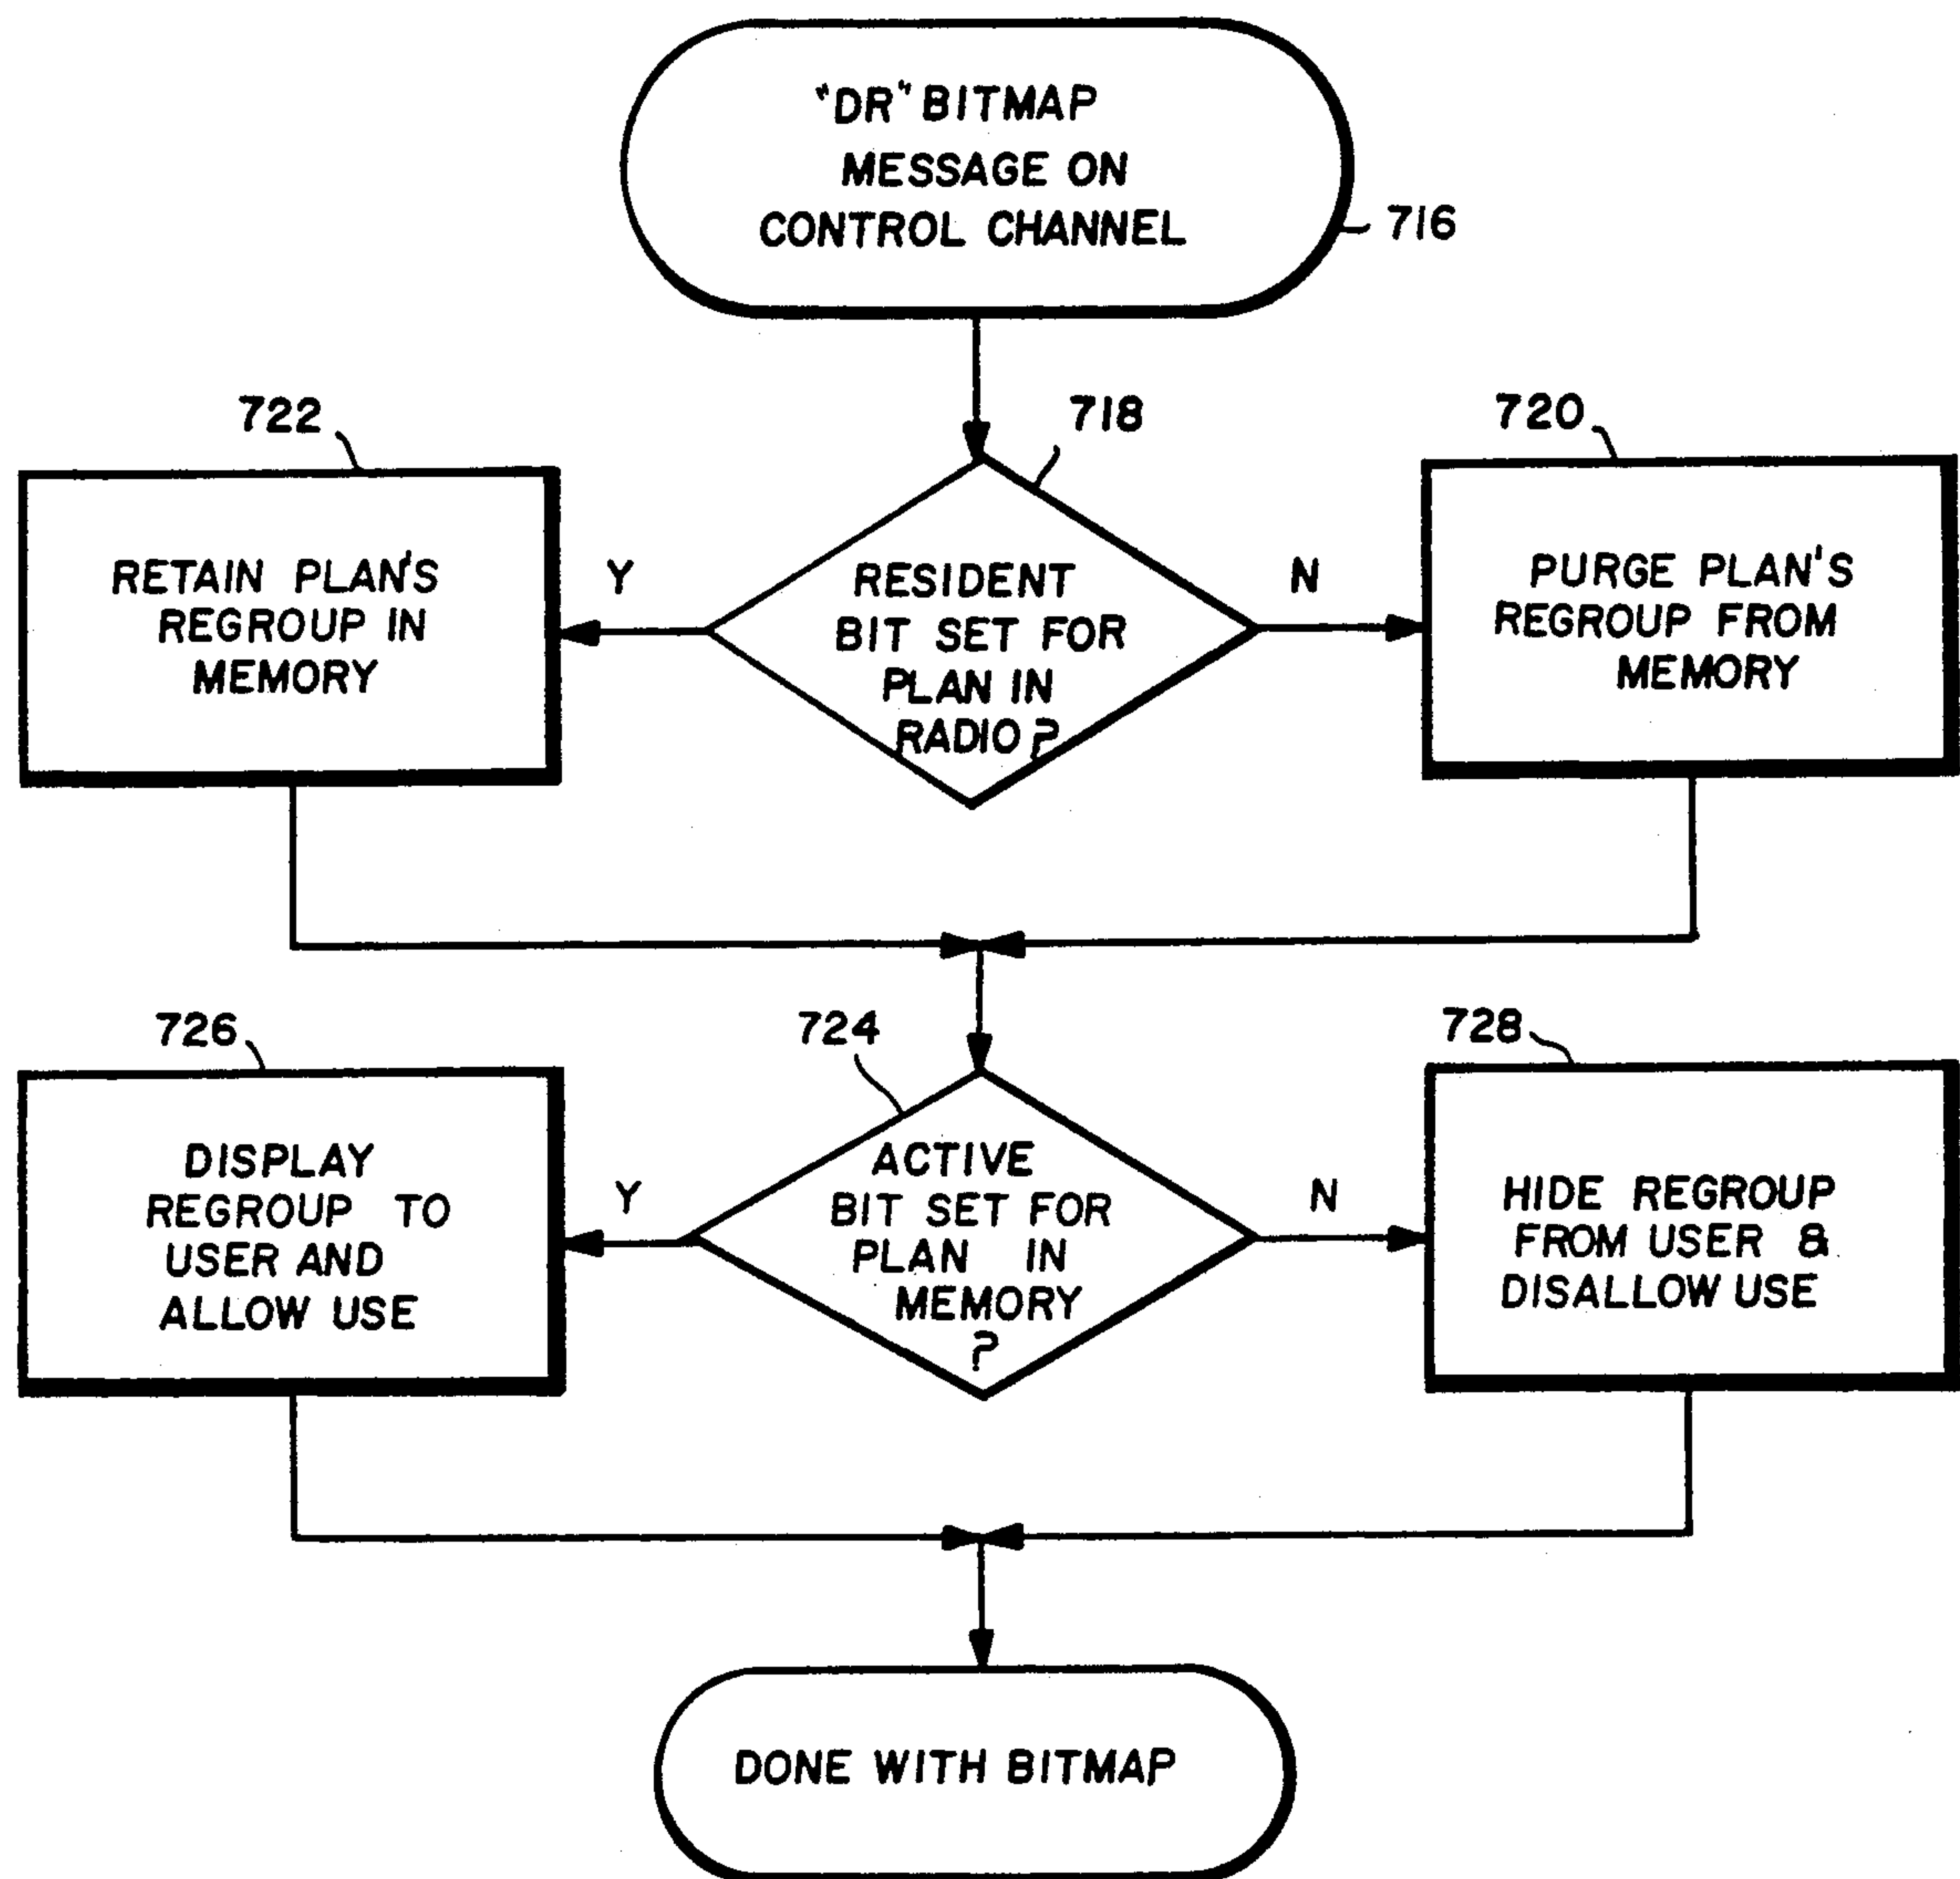 "DR" BITMAP
MESSAGE ON
CONTROL CHANNEL
716
722
718
720
RETAIN PLAN'S
REGROUP IN
MEMORY
Y
RESIDENT
BIT SET FOR
PLAN IN
RADIO?
N
PURGE PLAN'S
REGROUP FROM
MEMORY
726
724
728
DISPLAY
REGROUP TO
USER AND
ALLOW USE
Y
ACTIVE
BIT SET FOR
PLAN IN
MEMORY
?
N
HIDE REGROUP
FROM USER &
DISALLOW USE
DONE WITH BITMAP